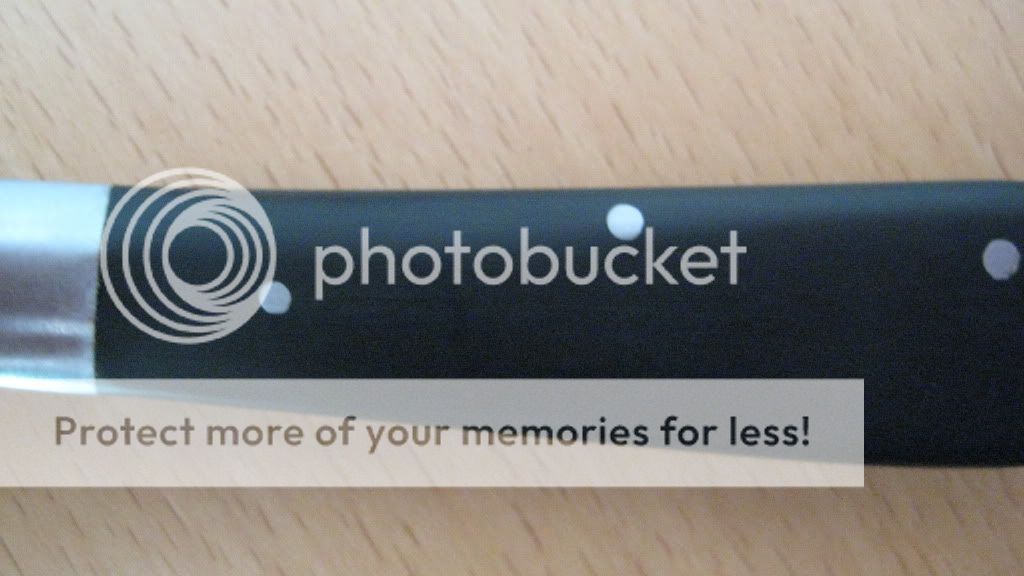 photobucket
Protect more of your memories for less!